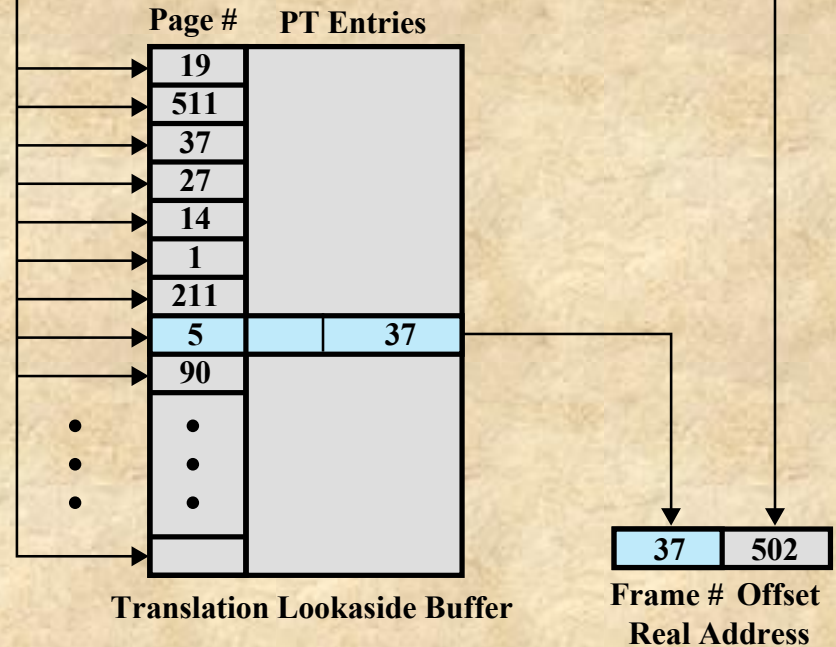 Page # PT Entries
19
511
37
27
14
1
211
5 37
90
37 502
Translation Lookaside Buffer
Frame # Offset
Real Address